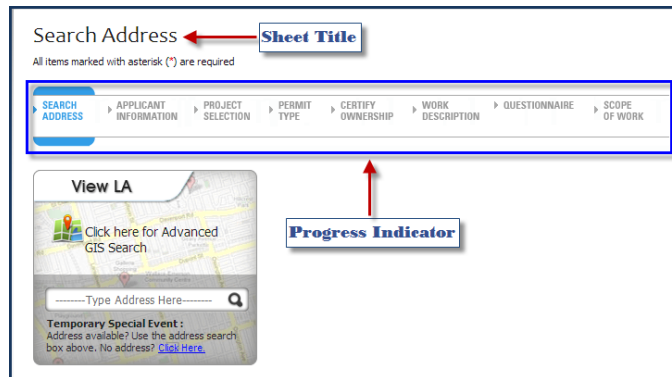 Search Address
Sheet Title
All items marked with asterisk (*) are required
SEARCH ADDRESS
APPLICANT INFORMATION
PROJECT SELECTION
PERMIT TYPE
CERTIFY OWNERSHIP
WORK DESCRIPTION
QUESTIONNAIRE
SCOPE OF WORK
View LA
Click here for Advanced
GIS Search
Progress Indicator
--------Type Address Here--------
Temporary Special Event :
Address available? Use the address search
box above. No address? Click Here.